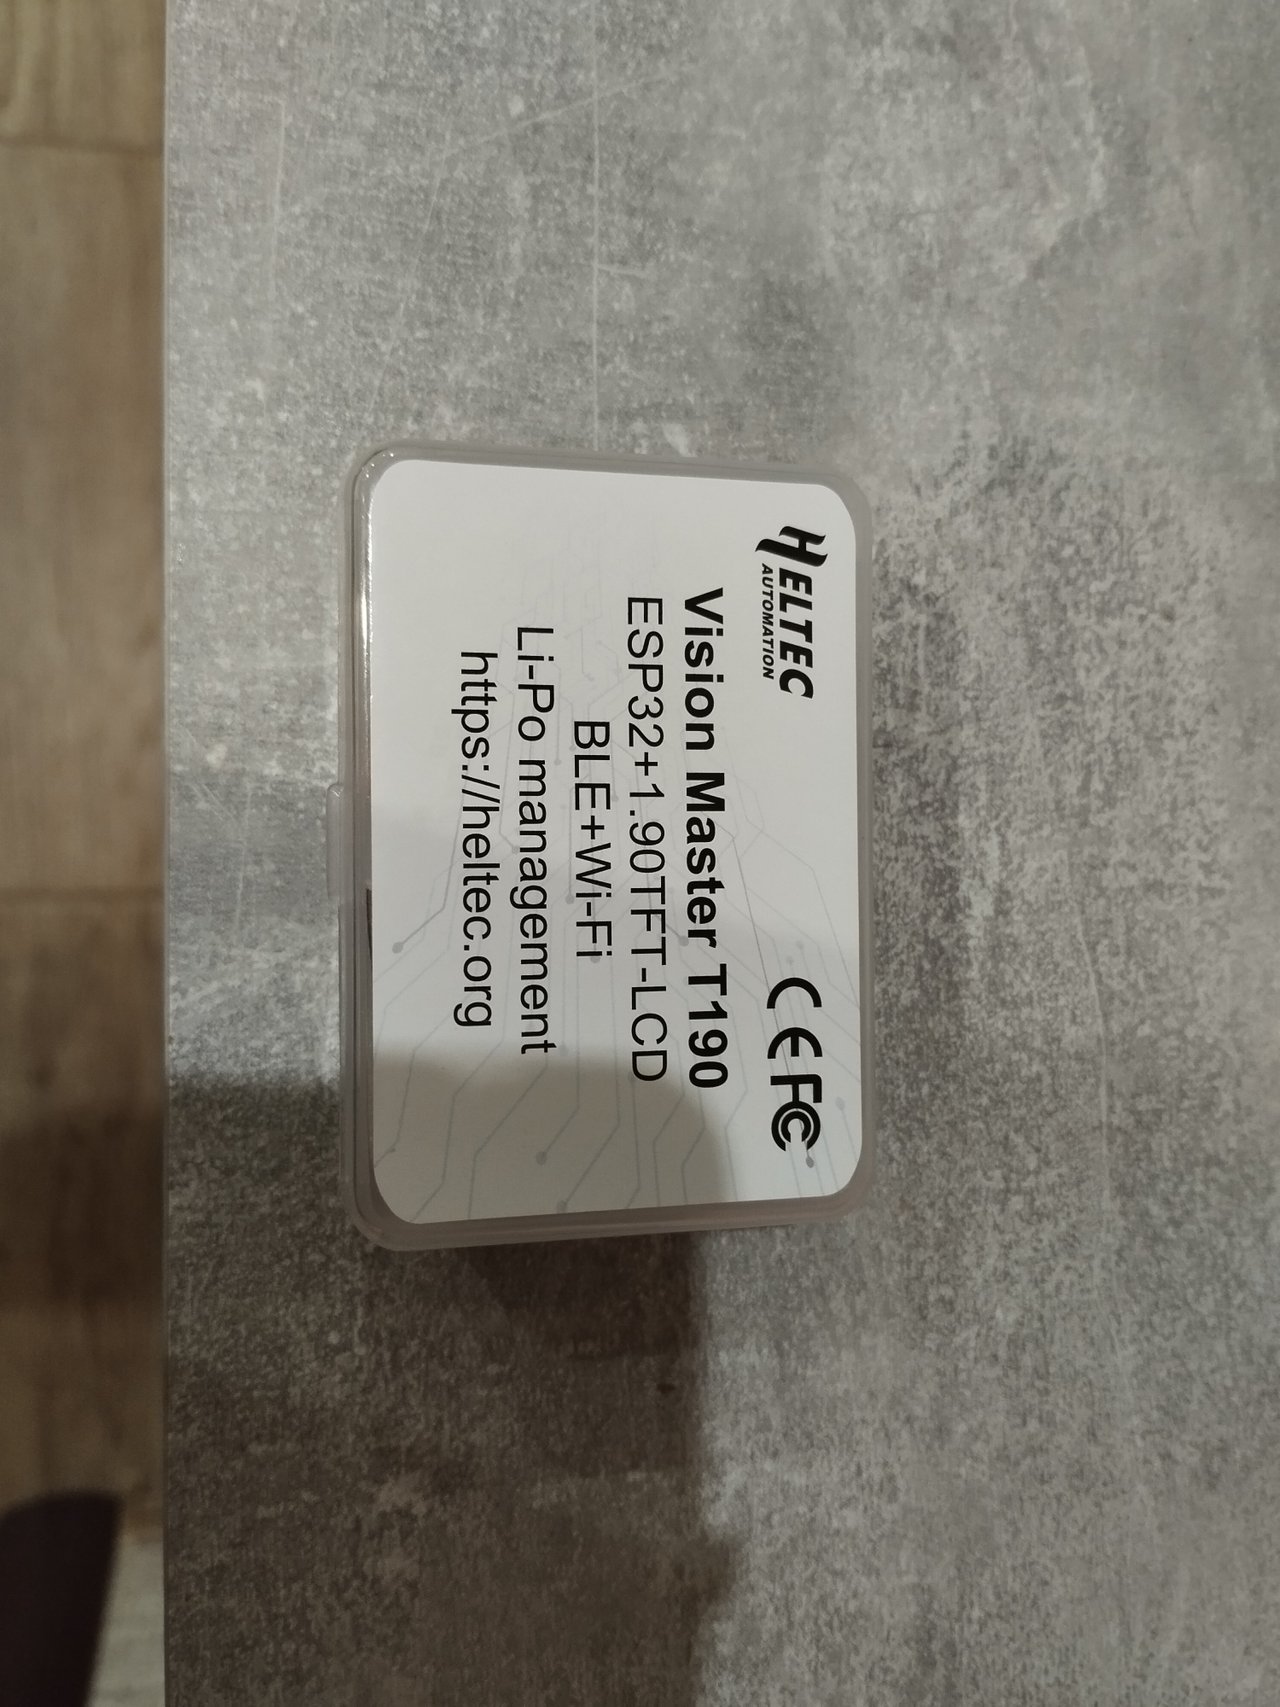 HELTEC
AUTOMATION
CE FC
Vision Master T190
ESP32+1.90TFT-LCD
BLE+Wi-Fi
Li-Po management
https://heltec.org